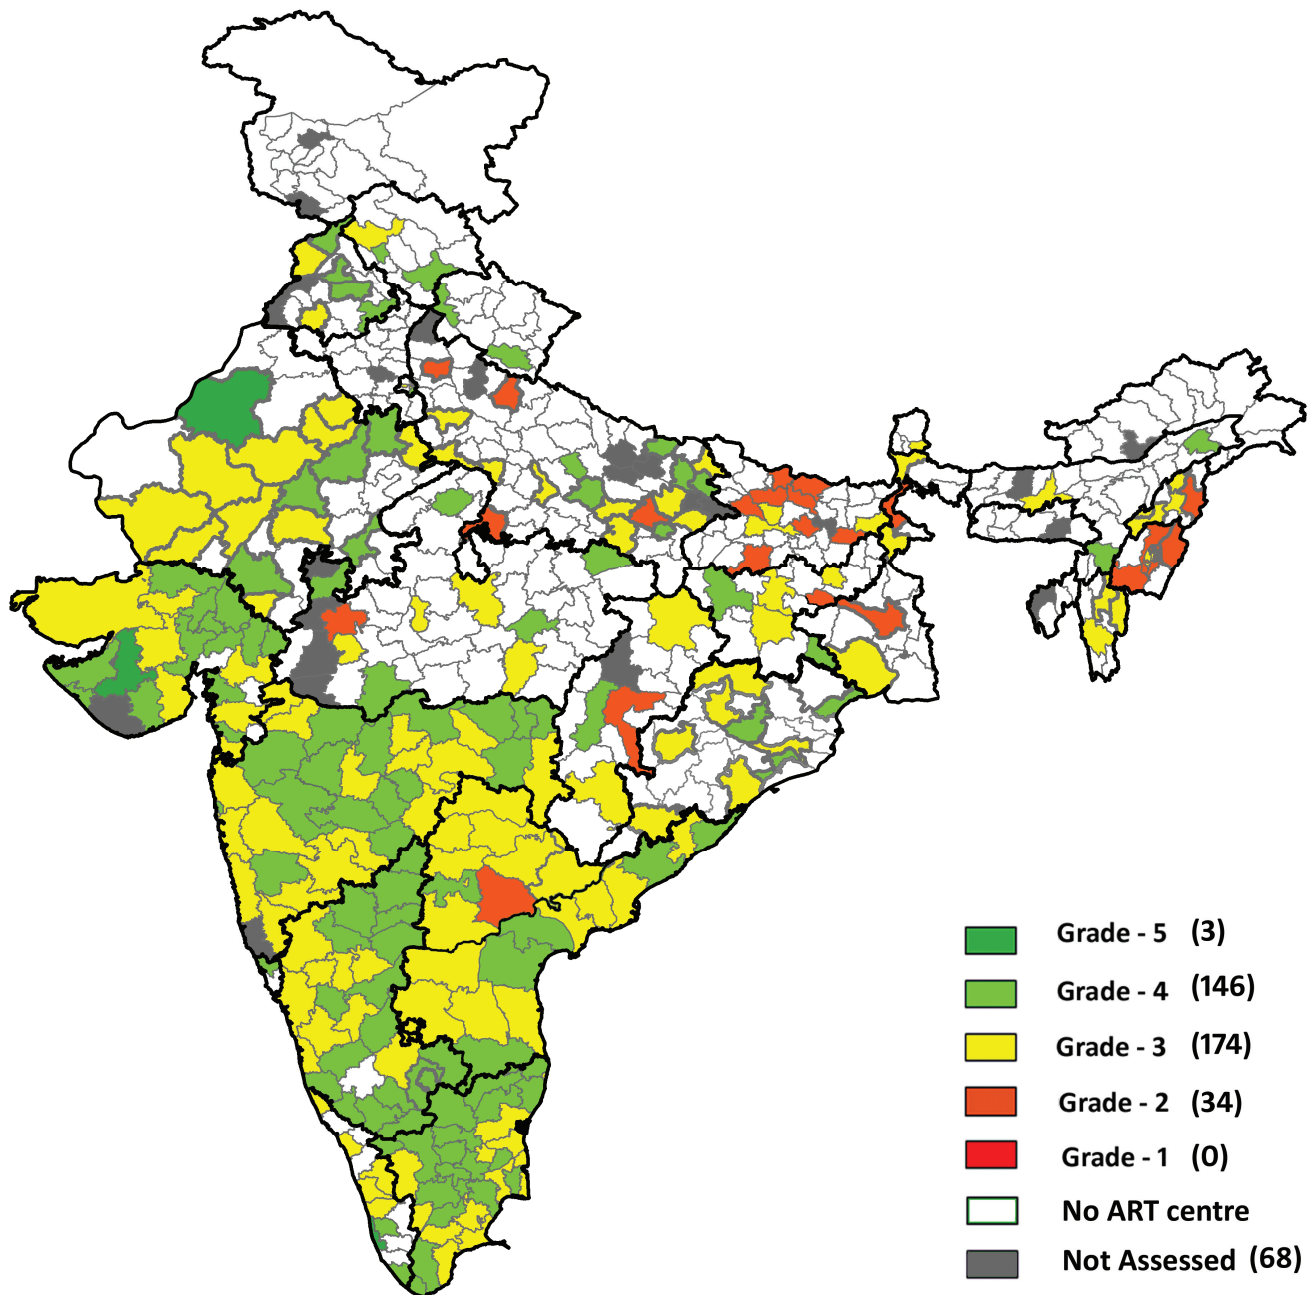 Grade - 5 (3)
Grade - 4 (146)
Grade - 3 (174)
Grade - 2 (34)
Grade - 1 (0)
No ART centre
Not Assessed (68)